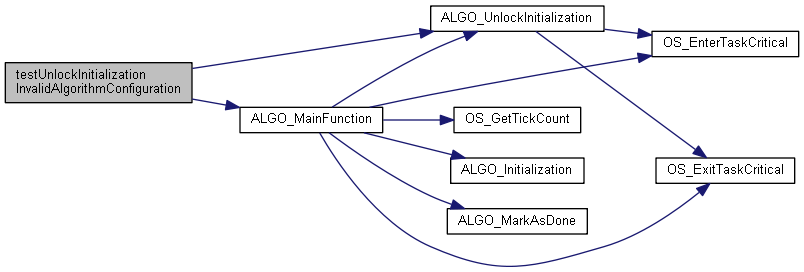 ALGO_UnlockInitialization
OS_EnterTaskCritical
testUnlockInitialization
InvalidAlgorithmConfiguration
ALGO_MainFunction
OS_GetTickCount
ALGO_Initialization
OS_ExitTaskCritical
ALGO_MarkAsDone